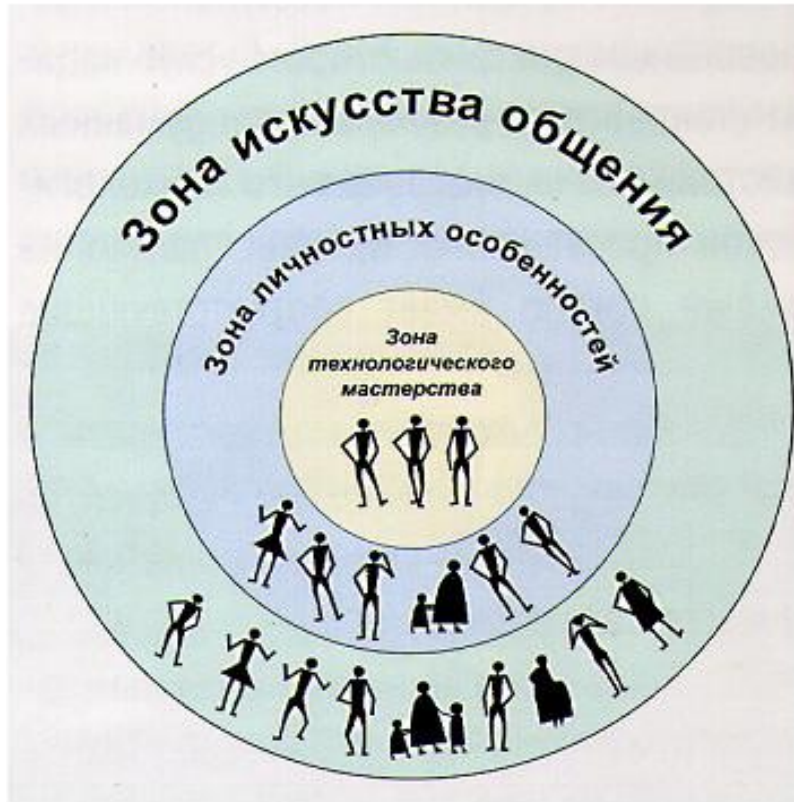 Зона искусства общения
Зона личностных особенностей
Зона
технологического
мастерства